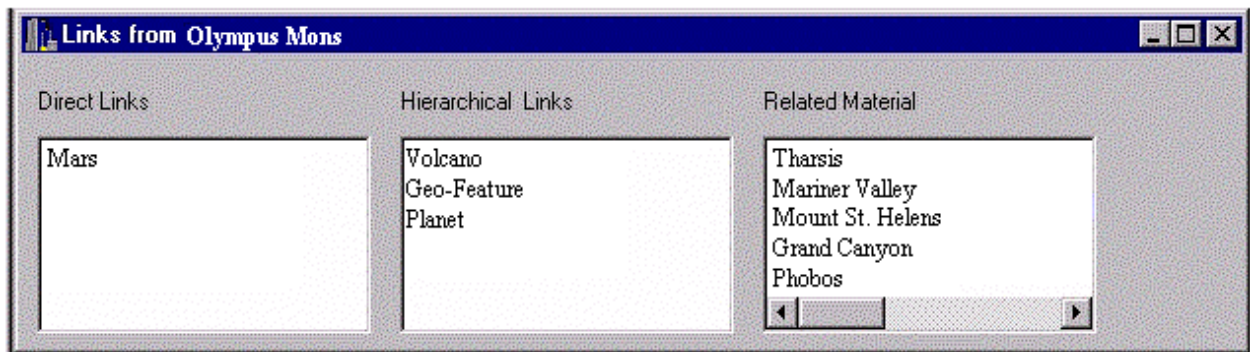 Links from Olympus Mons
Direct Links
Mars
Hierarchical Links
Volcano
Geo-Feature
Planet
Related Material
Tharsis
Mariner Valley
Mount St. Helens
Grand Canyon
Phobos